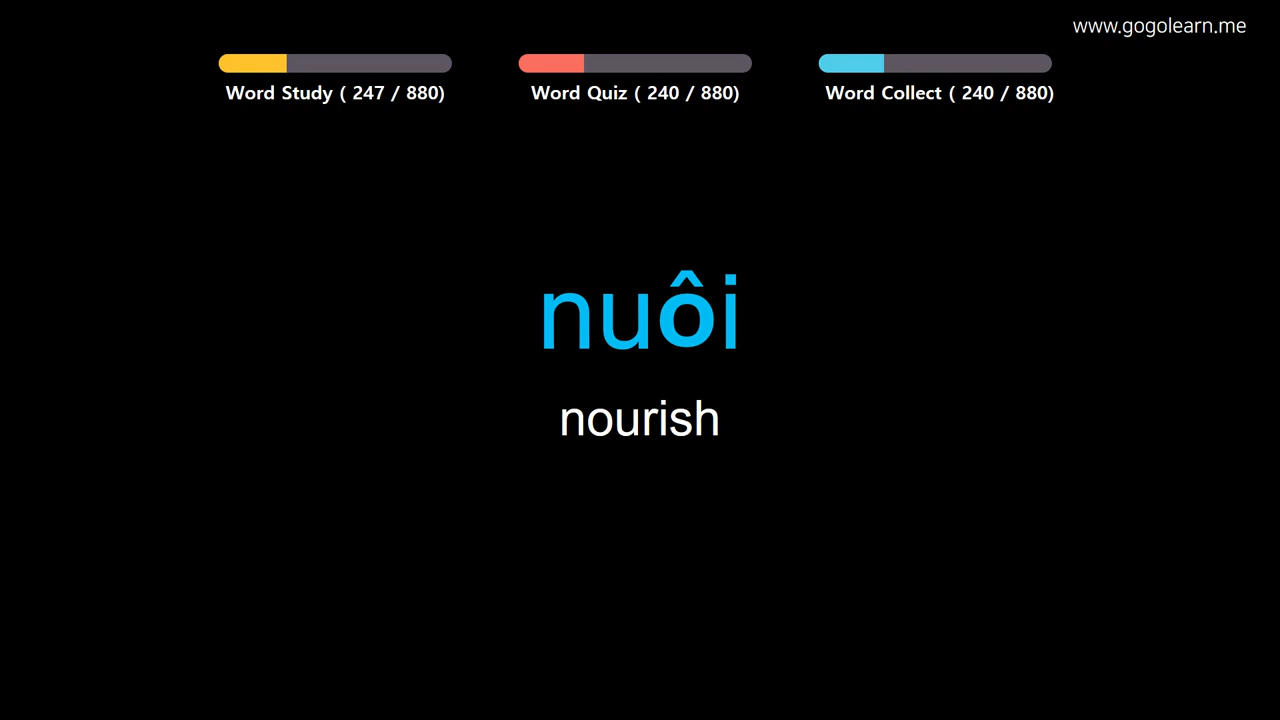 www.gogolearn.me
Word Study ( 247 / 880)
Word Quiz ( 240 / 880)
Word Collect ( 240 / 880)
nuôi
nourish